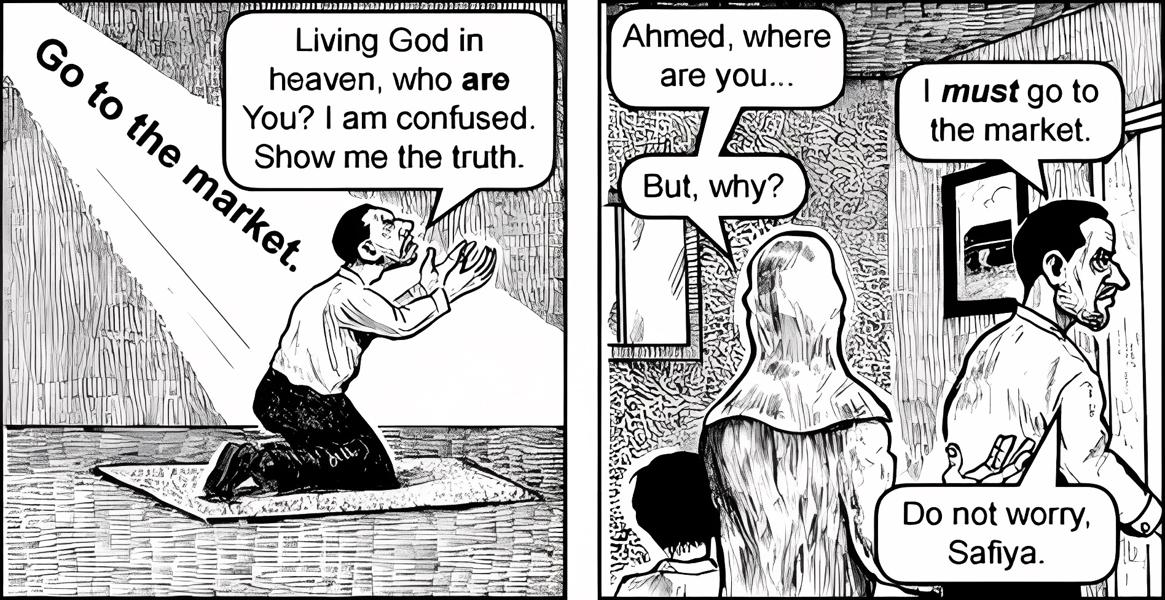 Go to the market.
Living God in
heaven, who are
You? I am confused.
Show me the truth.
Ahmed, where
are you...
But, why?
I must go to
the market.
Do not worry,
Safiya.